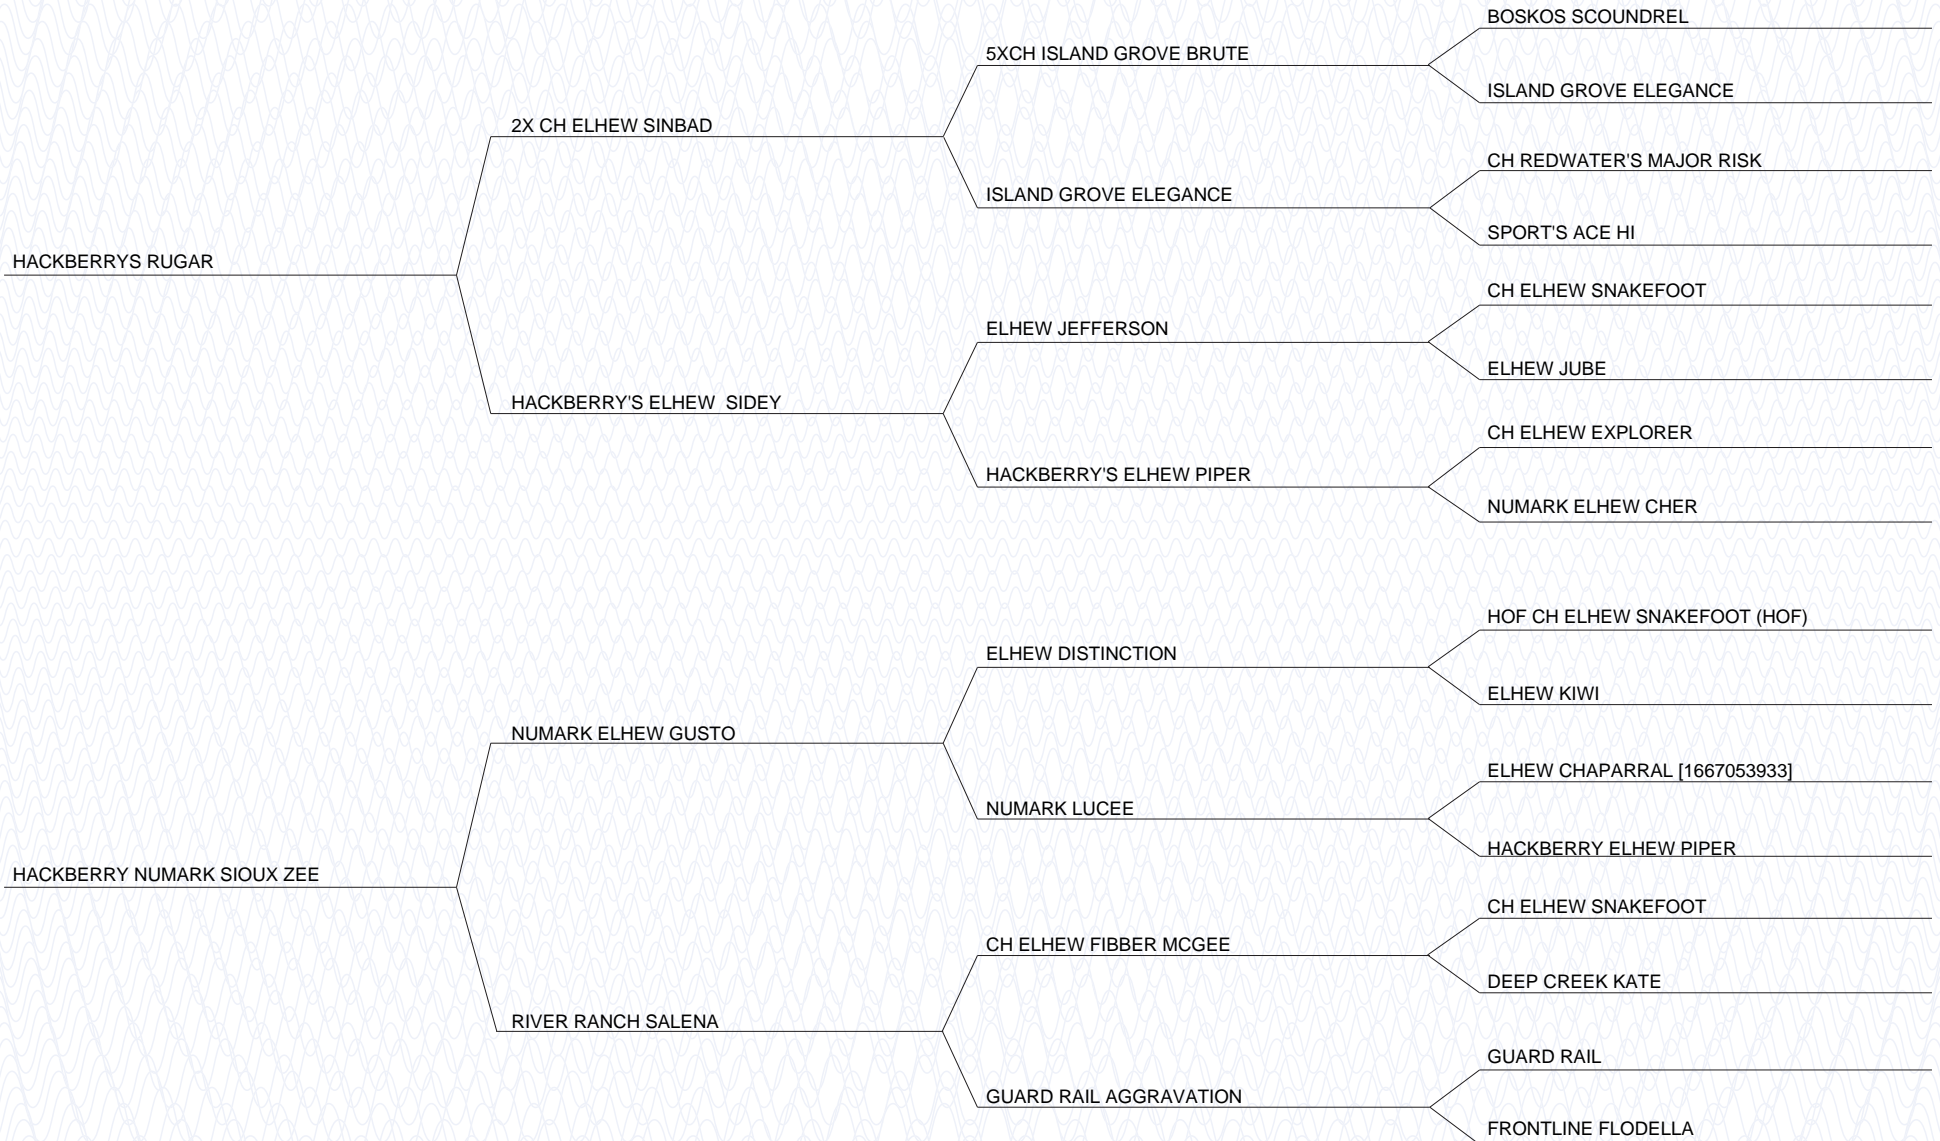 BOSKOS SCOUNDREL
5XCH ISLAND GROVE BRUTE
ISLAND GROVE ELEGANCE
2X CH ELHEW SINBAD
CH REDWATER'S MAJOR RISK
ISLAND GROVE ELEGANCE
SPORT'S ACE HI
HACKBERRYS RUGAR
CH ELHEW SNAKEFOOT
ELHEW JEFFERSON
ELHEW JUBE
HACKBERRY'S ELHEW  SIDEY
CH ELHEW EXPLORER
HACKBERRY'S ELHEW PIPER
NUMARK ELHEW CHER
HOF CH ELHEW SNAKEFOOT (HOF)
ELHEW DISTINCTION
ELHEW KIWI
NUMARK ELHEW GUSTO
ELHEW CHAPARRAL [1667053933]
NUMARK LUCEE
HACKBERRY ELHEW PIPER
HACKBERRY NUMARK SIOUX ZEE
CH ELHEW SNAKEFOOT
CH ELHEW FIBBER MCGEE
DEEP CREEK KATE
RIVER RANCH SALENA
GUARD RAIL
GUARD RAIL AGGRAVATION
FRONTLINE FLODELLA